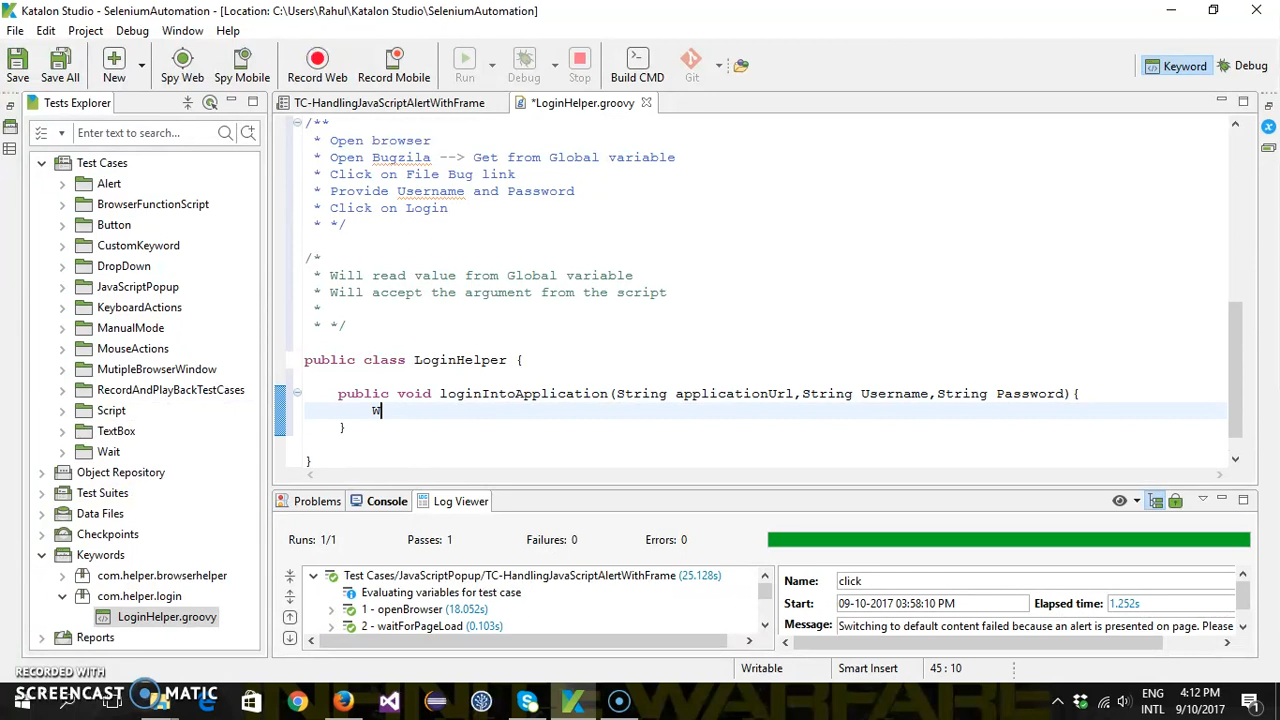 Katalon Studio - SeleniumAutomation - [Location: C:\Users\Rahul\Katalon Studio\SeleniumAutomation]
File Edit Project Debug Window Help
Save Save All New Spy Web Spy Mobile Record Web Record Mobile Run Debug Stop Build CMD Git Keyword Debug
Tests Explorer
TC-HandlingJavaScriptAlertWithFrame
*LoginHelper.groovy
Enter text to search...
Test Cases
Alert
BrowserFunctionScript
Button
CustomKeyword
DropDown
JavaScriptPopup
KeyboardActions
ManualMode
MouseActions
MutipleBrowserWindow
RecordAndPlayBackTestCases
Script
TextBox
Wait
Object Repository
Test Suites
Data Files
Checkpoints
Keywords
com.helper.browserhelper
com.helper.login
LoginHelper.groovy
Reports
/**
* Open browser
* Open Bugzila --> Get from Global variable
* Click on File Bug link
* Provide Username and Password
* Click on Login
* */
/*
* Will read value from Global variable
* Will accept the argument from the script
*
* */
public class LoginHelper {
public void loginIntoApplication(String applicationUrl,String Username,String Password){
W
}
}
Problems Console Log Viewer
Runs: 1/1 Passes: 1 Failures: 0 Errors: 0
Test Cases/JavaScriptPopup/TC-HandlingJavaScriptAlertWithFrame (25.128s)
Evaluating variables for test case
1 - openBrowser (18.052s)
2 - waitForPageLoad (0.103s)
Name: click
Start: 09-10-2017 03:58:10 PM Elapsed time: 1.252s
Message: Switching to default content failed because an alert is presented on page. Please
Writable Smart Insert 45 : 10
RECORDED WITH
SCREENCAST MATIC
ENG
INTL
4:12 PM
9/10/2017